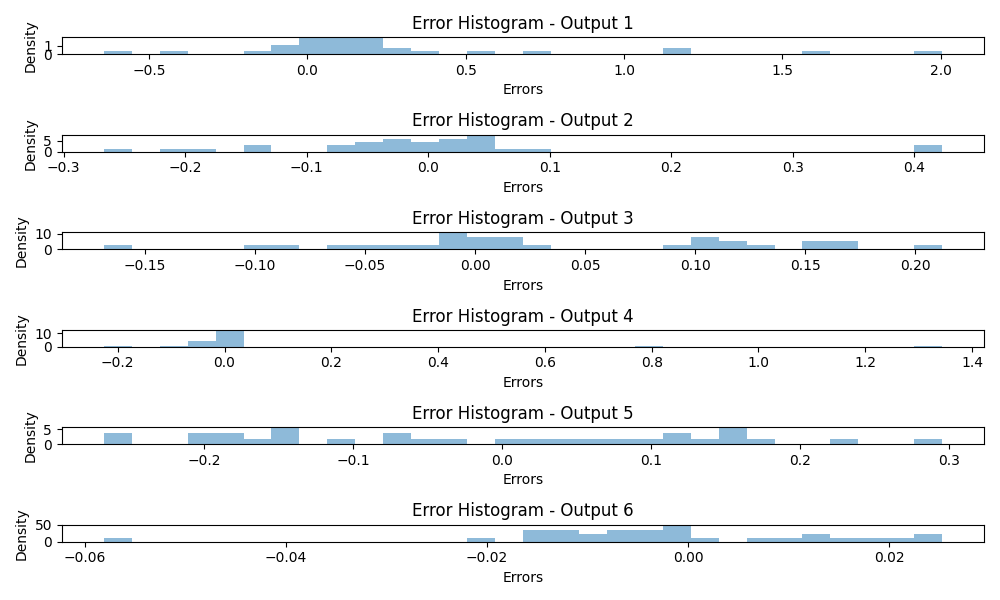 Error Histogram - Output 1
Density
1
0
−0.5 0.0 0.5 1.0 1.5 2.0
Errors
Error Histogram - Output 2
Density
5
0
−0.3 −0.2 −0.1 0.0 0.1 0.2 0.3 0.4
Errors
Error Histogram - Output 3
Density
10
0
−0.15 −0.10 −0.05 0.00 0.05 0.10 0.15 0.20
Errors
Error Histogram - Output 4
Density
10
0
−0.2 0.0 0.2 0.4 0.6 0.8 1.0 1.2 1.4
Errors
Error Histogram - Output 5
Density
5
0
−0.2 −0.1 0.0 0.1 0.2 0.3
Errors
Error Histogram - Output 6
Density
50
0
−0.06 −0.04 −0.02 0.00 0.02
Errors